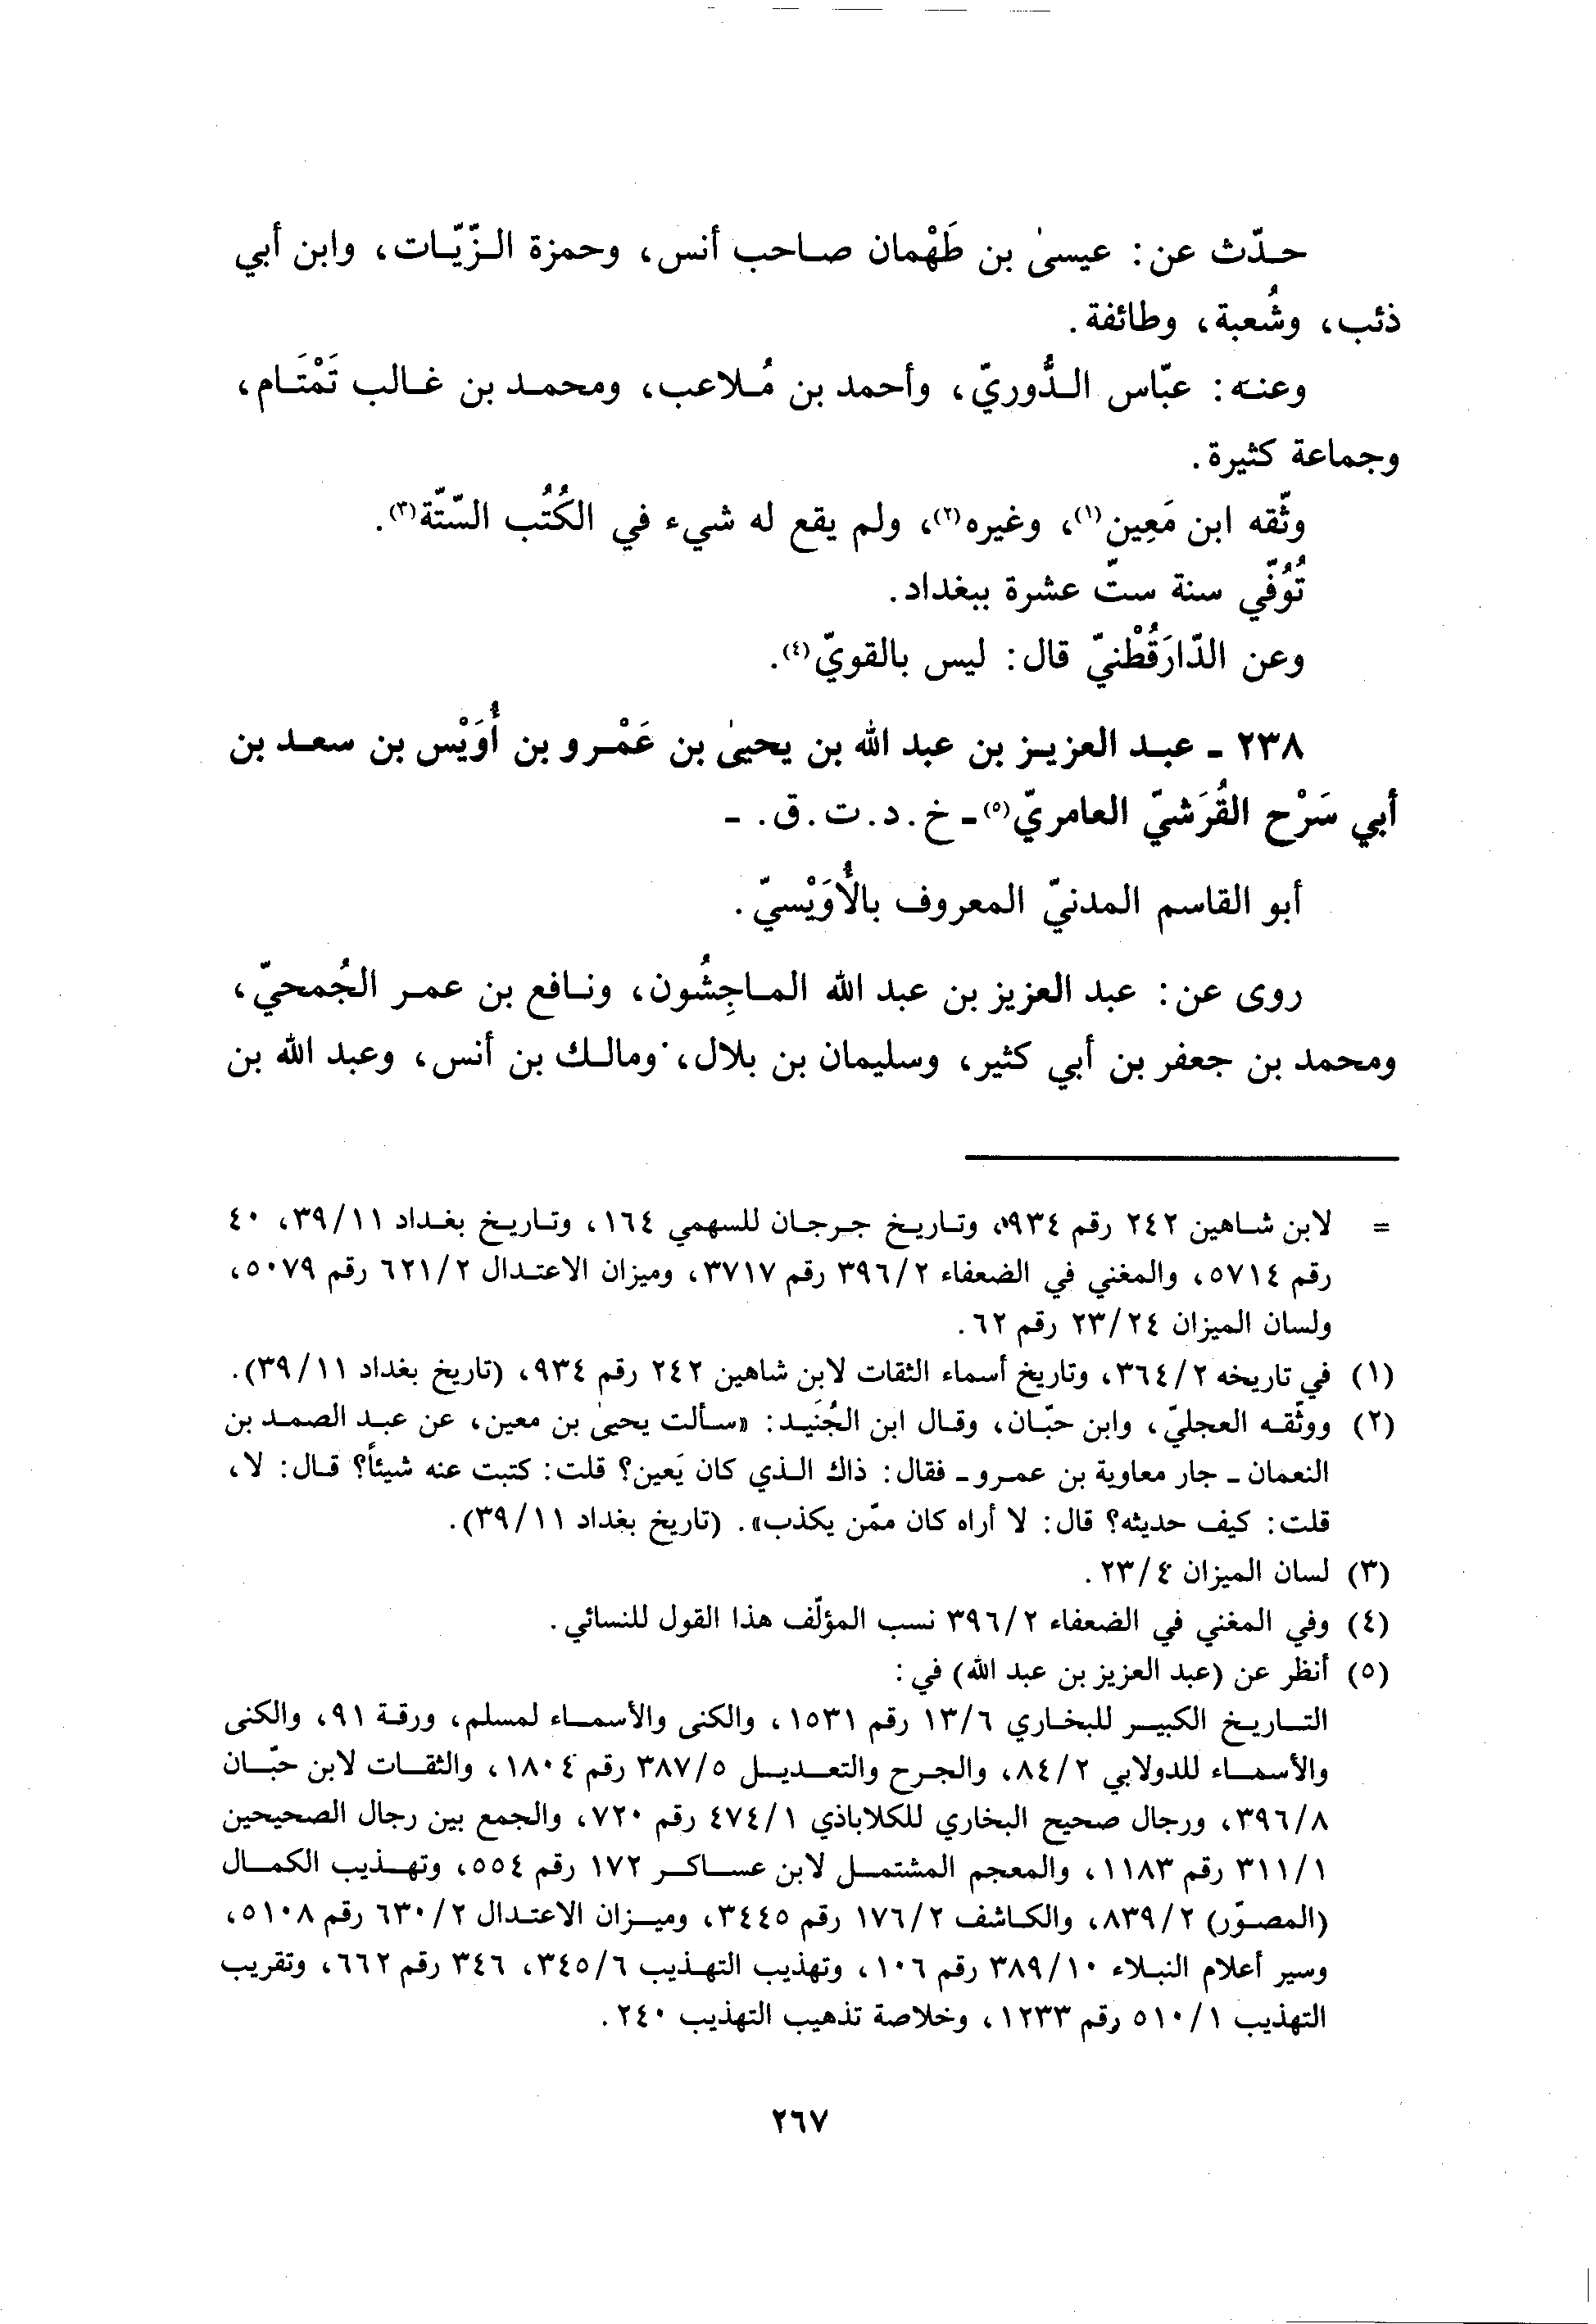 حدّث عن: عيسىٰ بن طَهْمان صاحب أنس، وحمزة الزّيّات، وابن أبي
ذئب، وشُعبة، وطائفة.
وعنه: عبّاس الدُّوريّ، وأحمد بن مُلاعب، ومحمد بن غالب تَمْتَام،
وجماعة كثيرة.
وثّقه ابن مَعِين(١)، وغيره(٢)، ولم يقع له شيء في الكُتُب السّتّة(٣).
تُوُفّي سنة ستّ عشرة ببغداد.
وعن الدّارَقُطْنيّ قال: ليس بالقويّ(٤).
٢٣٨ - عبد العزيز بن عبد الله بن يحيىٰ بن عَمْرو بن أُوَيْس بن سعد بن
أبي سَرْح القُرَشيّ العامريّ(٥) - خ. د. ت. ق. -
أبو القاسم المدنيّ المعروف بالأُوَيْسيّ.
روى عن: عبد العزيز بن عبد الله الماجِشُون، ونافع بن عمر الجُمحيّ،
ومحمد بن جعفر بن أبي كثير، وسليمان بن بلال، ومالك بن أنس، وعبد الله بن
= لابن شاهين ٢٤٢ رقم ٩٣٤، وتاريخ جرجان للسهمي ١٦٤، وتاريخ بغداد ٣٩/١١، ٤٠
رقم ٥٧١٤، والمغني في الضعفاء ٣٩٦/٢ رقم ٣٧١٧، وميزان الاعتدال ٦٢١/٢ رقم ٥٠٧٩،
ولسان الميزان ٢٣/٢٤ رقم ٦٢.
(١) في تاريخه ٣٦٤/٢، وتاريخ أسماء الثقات لابن شاهين ٢٤٢ رقم ٩٣٤، (تاريخ بغداد ٣٩/١١).
(٢) ووثّقه العجليّ، وابن حبّان، وقال ابن الجُنَيد: «سألت يحيىٰ بن معين، عن عبد الصمد بن
النعمان - جار معاوية بن عمرو - فقال: ذاك الذي كان يَعين؟ قلت: كتبت عنه شيئاً؟ قال: لا،
قلت: كيف حديثه؟ قال: لا أراه كان ممّن يكذب». (تاريخ بغداد ٣٩/١١).
(٣) لسان الميزان ٢٣/٤.
(٤) وفي المغني في الضعفاء ٣٩٦/٢ نسب المؤلّف هذا القول للنسائي.
(٥) أنظر عن (عبد العزيز بن عبد الله) في:
التاريخ الكبير للبخاري ١٣/٦ رقم ١٥٣١، والكنى والأسماء لمسلم، ورقة ٩١، والكنى
والأسماء للدولابي ٨٤/٢، والجرح والتعديل ٣٨٧/٥ رقم ١٨٠٤، والثقات لابن حبّان
٣٩٦/٨، ورجال صحيح البخاري للكلاباذي ٤٧٤/١ رقم ٧٢٠، والجمع بين رجال الصحيحين
٣١١/١ رقم ١١٨٣، والمعجم المشتمل لابن عساكر ١٧٢ رقم ٥٥٤، وتهذيب الكمال
(المصوّر) ٨٣٩/٢، والكاشف ١٧٦/٢ رقم ٣٤٤٥، وميزان الاعتدال ٦٣٠/٢ رقم ٥١٠٨،
وسير أعلام النبلاء ٣٨٩/١٠ رقم ١٠٦، وتهذيب التهذيب ٣٤٥/٦، ٣٤٦ رقم ٦٦٢، وتقريب
التهذيب ٥١٠/١ رقم ١٢٣٣، وخلاصة تذهيب التهذيب ٢٤٠.
٢٦٧